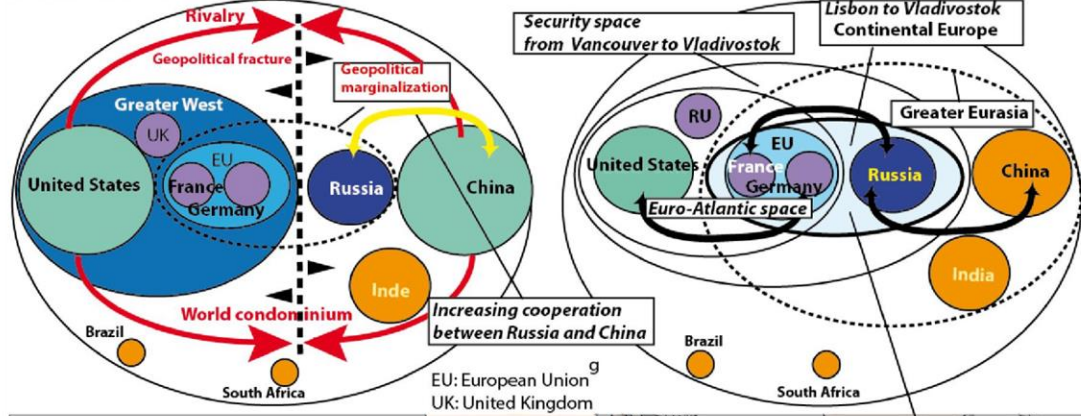 Rivalry
Geopolitical fracture
Geopolitical
marginalization
Greater West
UK
EU
United States
France
Germany
Russia
China
Inde
World condominium
Brazil
South Africa
Increasing cooperation
between Russia and China
EU: European Union
g
UK: United Kingdom
Security space
from Vancouver to Vladivostok
Lisbon to Vladivostok
Continental Europe
Greater Eurasia
RU
EU
United States
France
Germany
Russia
China
Euro-Atlantic space
India
Brazil
South Africa